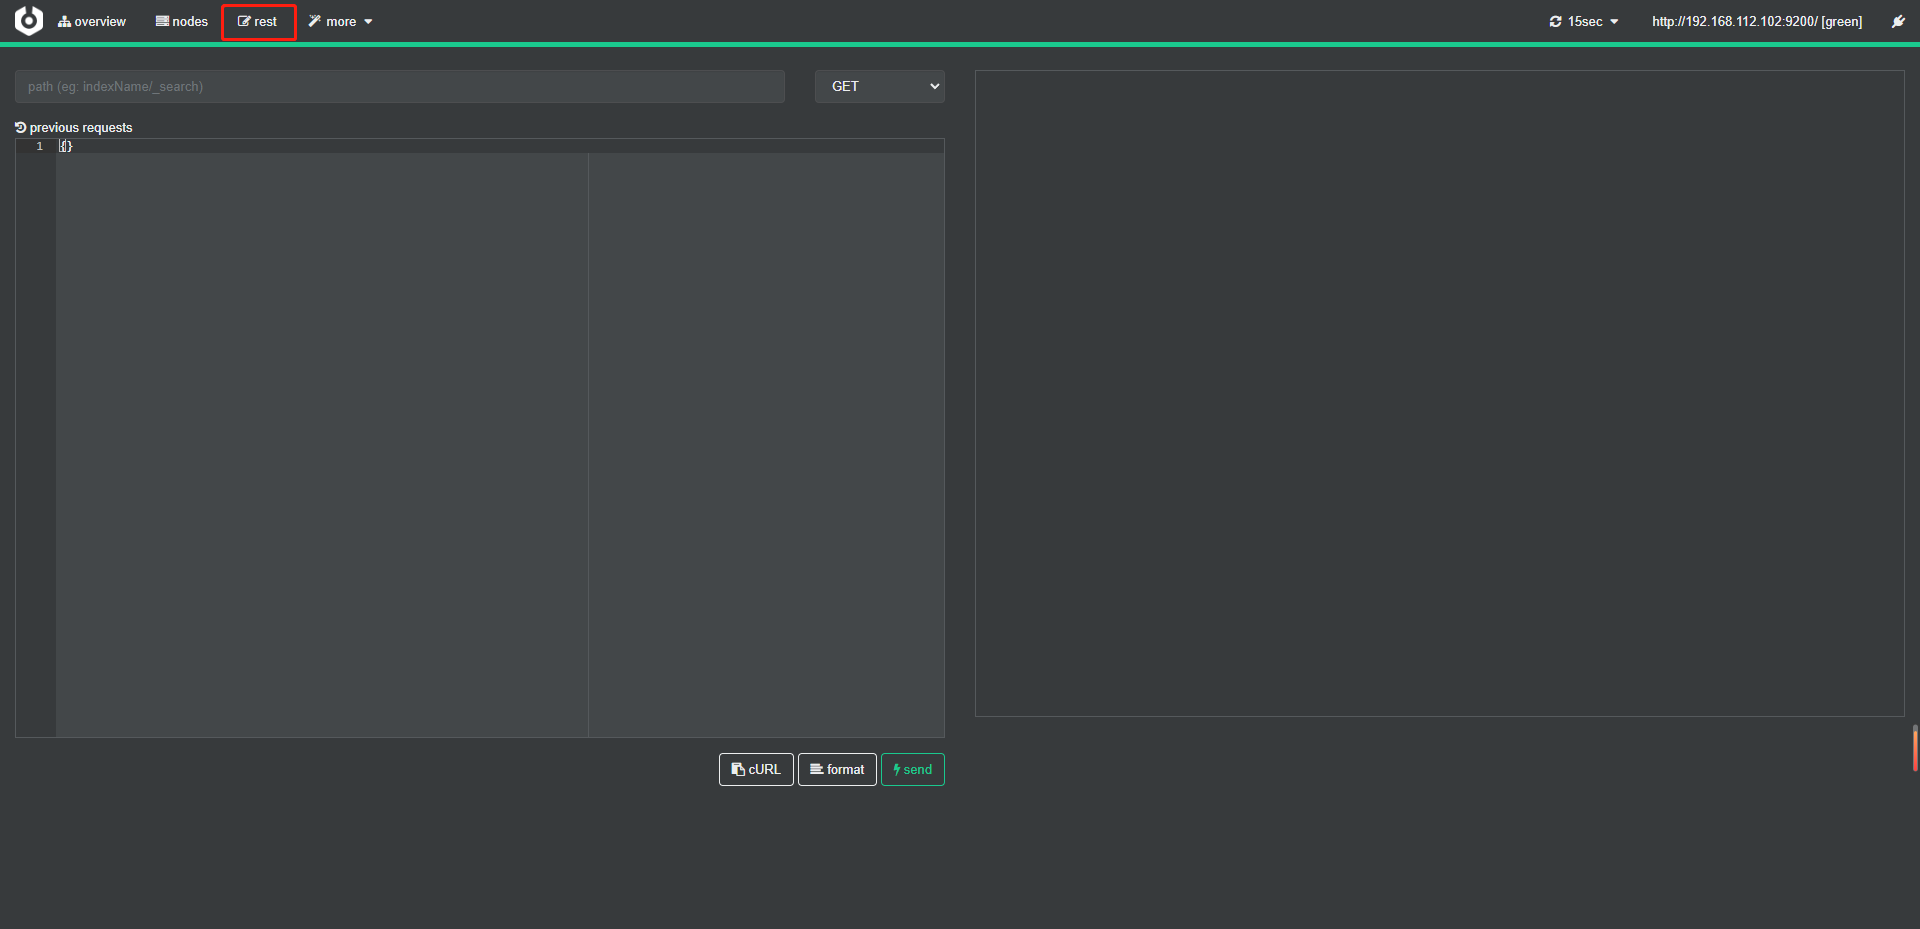 overview nodes rest more 15sec http://192.168.112.102:9200/ [green]
path (eg: indexName/_search) GET
previous requests
1 {}
cURL format send